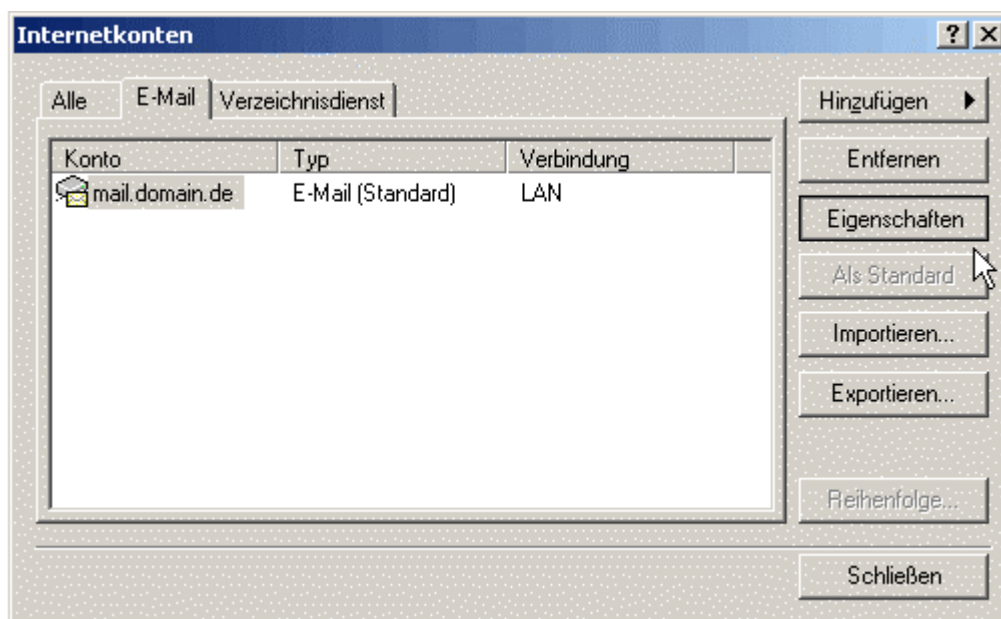 Internetkonten
Alle E-Mail Verzeichnisdienst
Konto Typ Verbindung
mail.domain.de E-Mail (Standard) LAN
Hinzufügen
Entfernen
Eigenschaften
Als Standard
Importieren...
Exportieren...
Reihenfolge...
Schließen